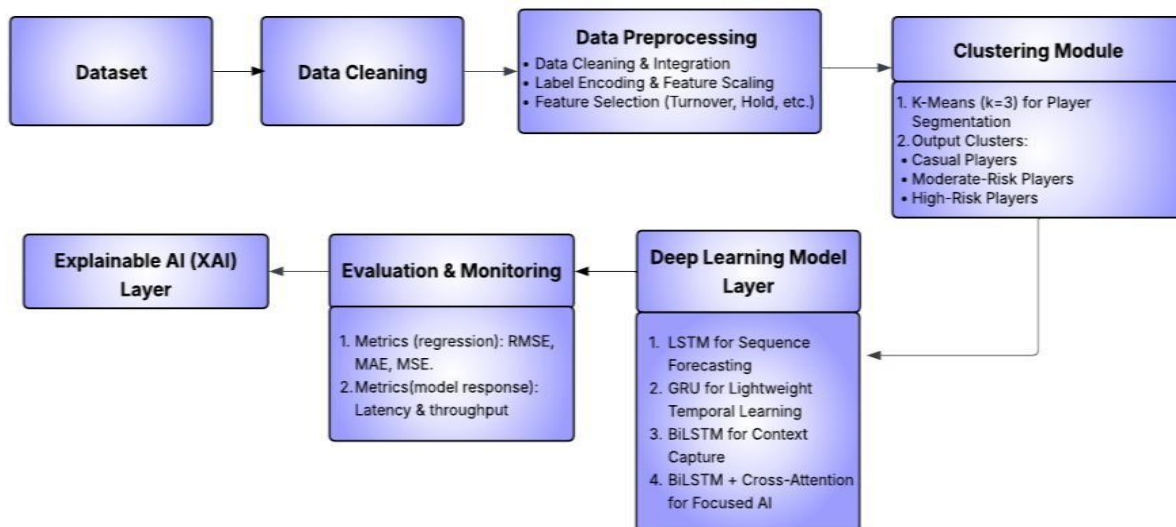 Dataset
Data Cleaning
Data Preprocessing
• Data Cleaning & Integration
• Label Encoding & Feature Scaling
• Feature Selection (Turnover, Hold, etc.)
Clustering Module
1. K-Means (k=3) for Player
Segmentation
2. Output Clusters:
• Casual Players
• Moderate-Risk Players
• High-Risk Players
Explainable AI (XAI)
Layer
Evaluation & Monitoring
1. Metrics (regression): RMSE,
MAE, MSE.
2. Metrics(model response):
Latency & throughput
Deep Learning Model
Layer
1. LSTM for Sequence
Forecasting
2. GRU for Lightweight
Temporal Learning
3. BiLSTM for Context
Capture
4. BiLSTM + Cross-Attention
for Focused AI